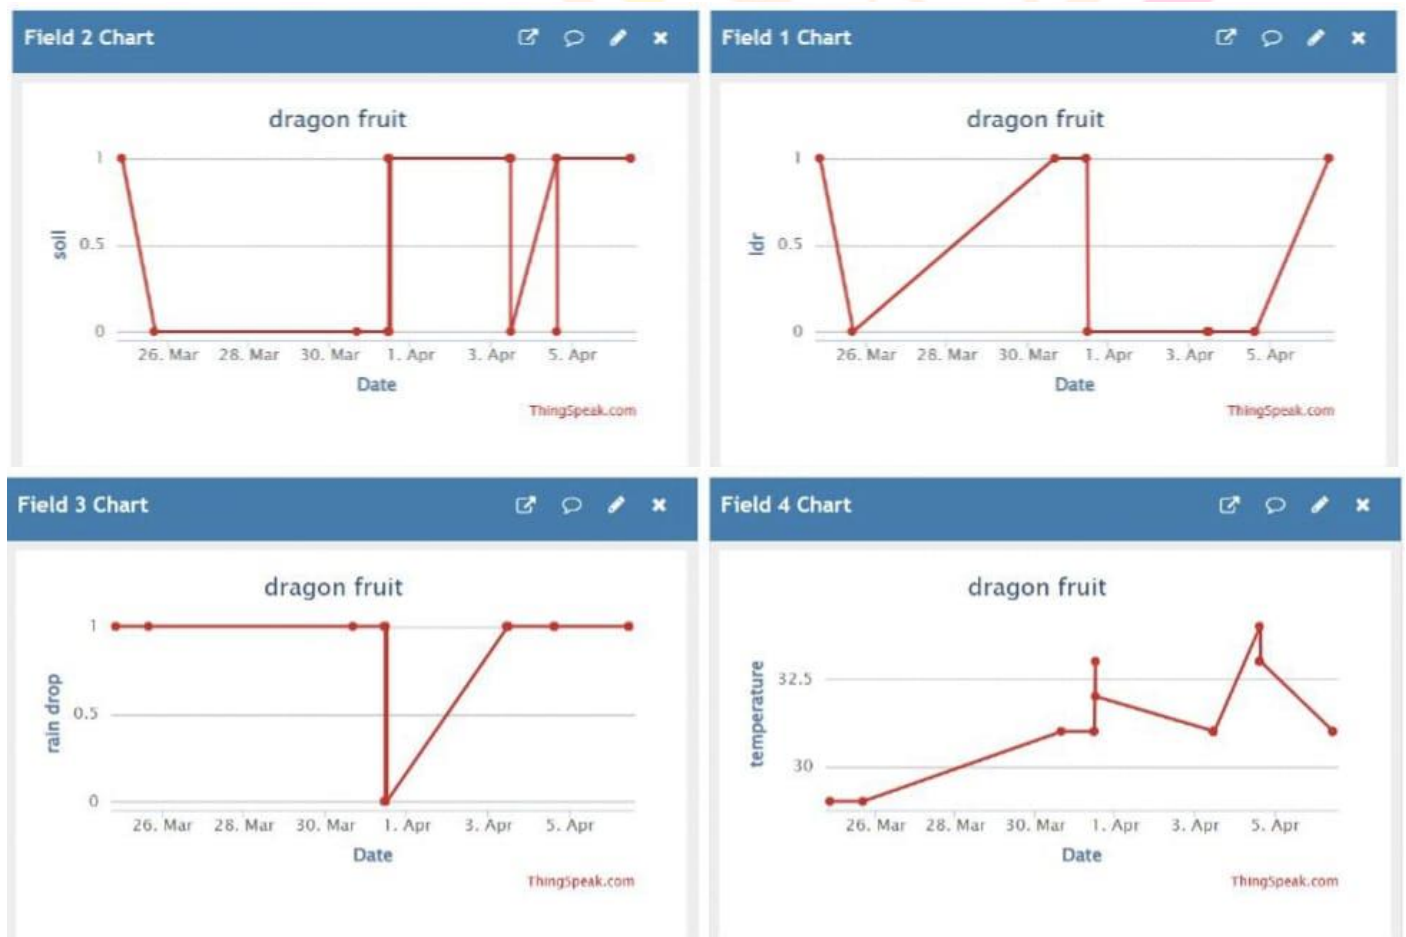 Field 2 Chart
dragon fruit
soil
1
0.5
0
26. Mar 28. Mar 30. Mar 1. Apr 3. Apr 5. Apr
Date
ThingSpeak.com
Field 1 Chart
dragon fruit
ldr
1
0.5
0
26. Mar 28. Mar 30. Mar 1. Apr 3. Apr 5. Apr
Date
ThingSpeak.com
Field 3 Chart
dragon fruit
rain drop
1
0.5
0
26. Mar 28. Mar 30. Mar 1. Apr 3. Apr 5. Apr
Date
ThingSpeak.com
Field 4 Chart
dragon fruit
temperature
32.5
30
26. Mar 28. Mar 30. Mar 1. Apr 3. Apr 5. Apr
Date
ThingSpeak.com